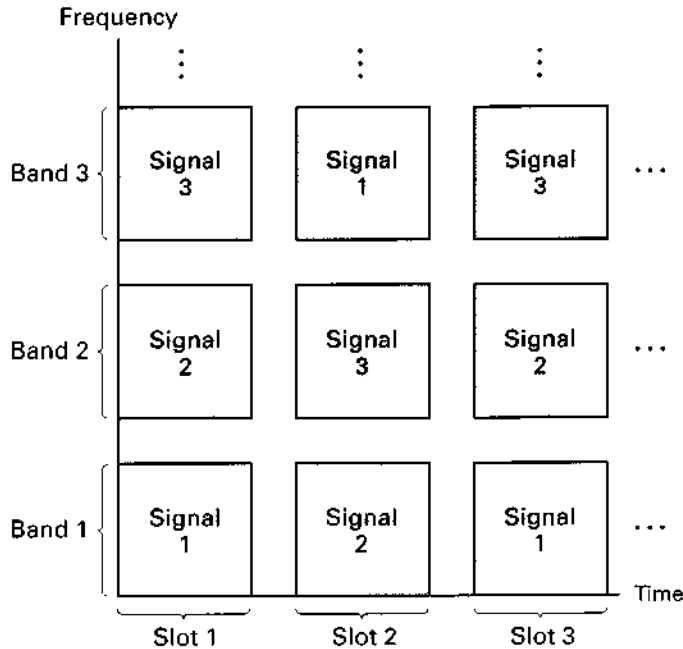 Frequency
Band 3
Signal
3
Signal
1
Signal
3
...
Band 2
Signal
2
Signal
3
Signal
2
...
Band 1
Signal
1
Signal
2
Signal
1
...
Time
Slot 1
Slot 2
Slot 3